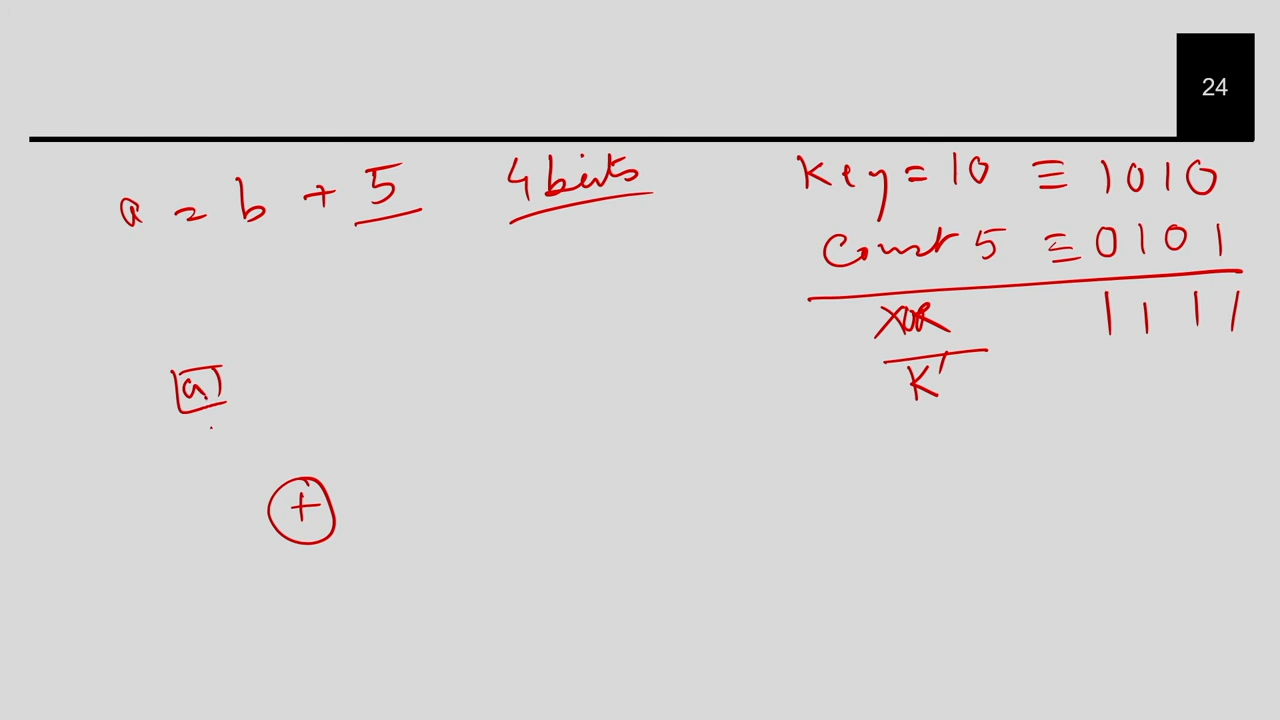 24
a = b + 5 4 bits
Key = 10 ≡ 1010
Const 5 ≡ 0101
XOR 1111
K'
a
+